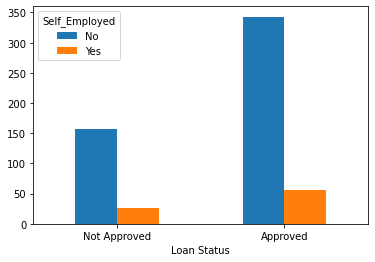 350
300
250
200
150
100
50
0
Self_Employed
No
Yes
Not Approved
Approved
Loan Status